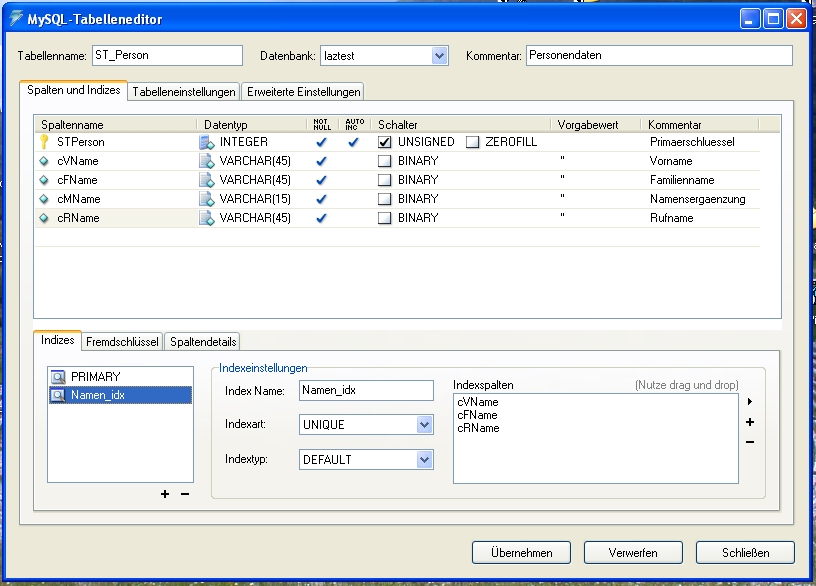 MySQL-Tabelleneditor
Tabellenname: ST_Person Datenbank: laztest Kommentar: Personendaten
Spalten und Indizes Tabelleneinstellungen Erweiterte Einstellungen
Spaltenname Datentyp NOT NULL AUTO INC Schalter Vorgabewert Kommentar
STPerson INTEGER UNSIGNED ZEROFILL Primaerschluessel
cVName VARCHAR(45) BINARY '' Vorname
cFName VARCHAR(45) BINARY '' Familienname
cMName VARCHAR(15) BINARY '' Namensergaenzung
cRName VARCHAR(45) BINARY '' Rufname
Indizes Fremdschlüssel Spaltendetails
PRIMARY
Namen_idx
Indexeinstellungen
Index Name: Namen_idx
Indexart: UNIQUE
Indextyp: DEFAULT
Indexspalten (Nutze drag und drop)
cVName
cFName
cRName
Übernehmen Verwerfen Schließen